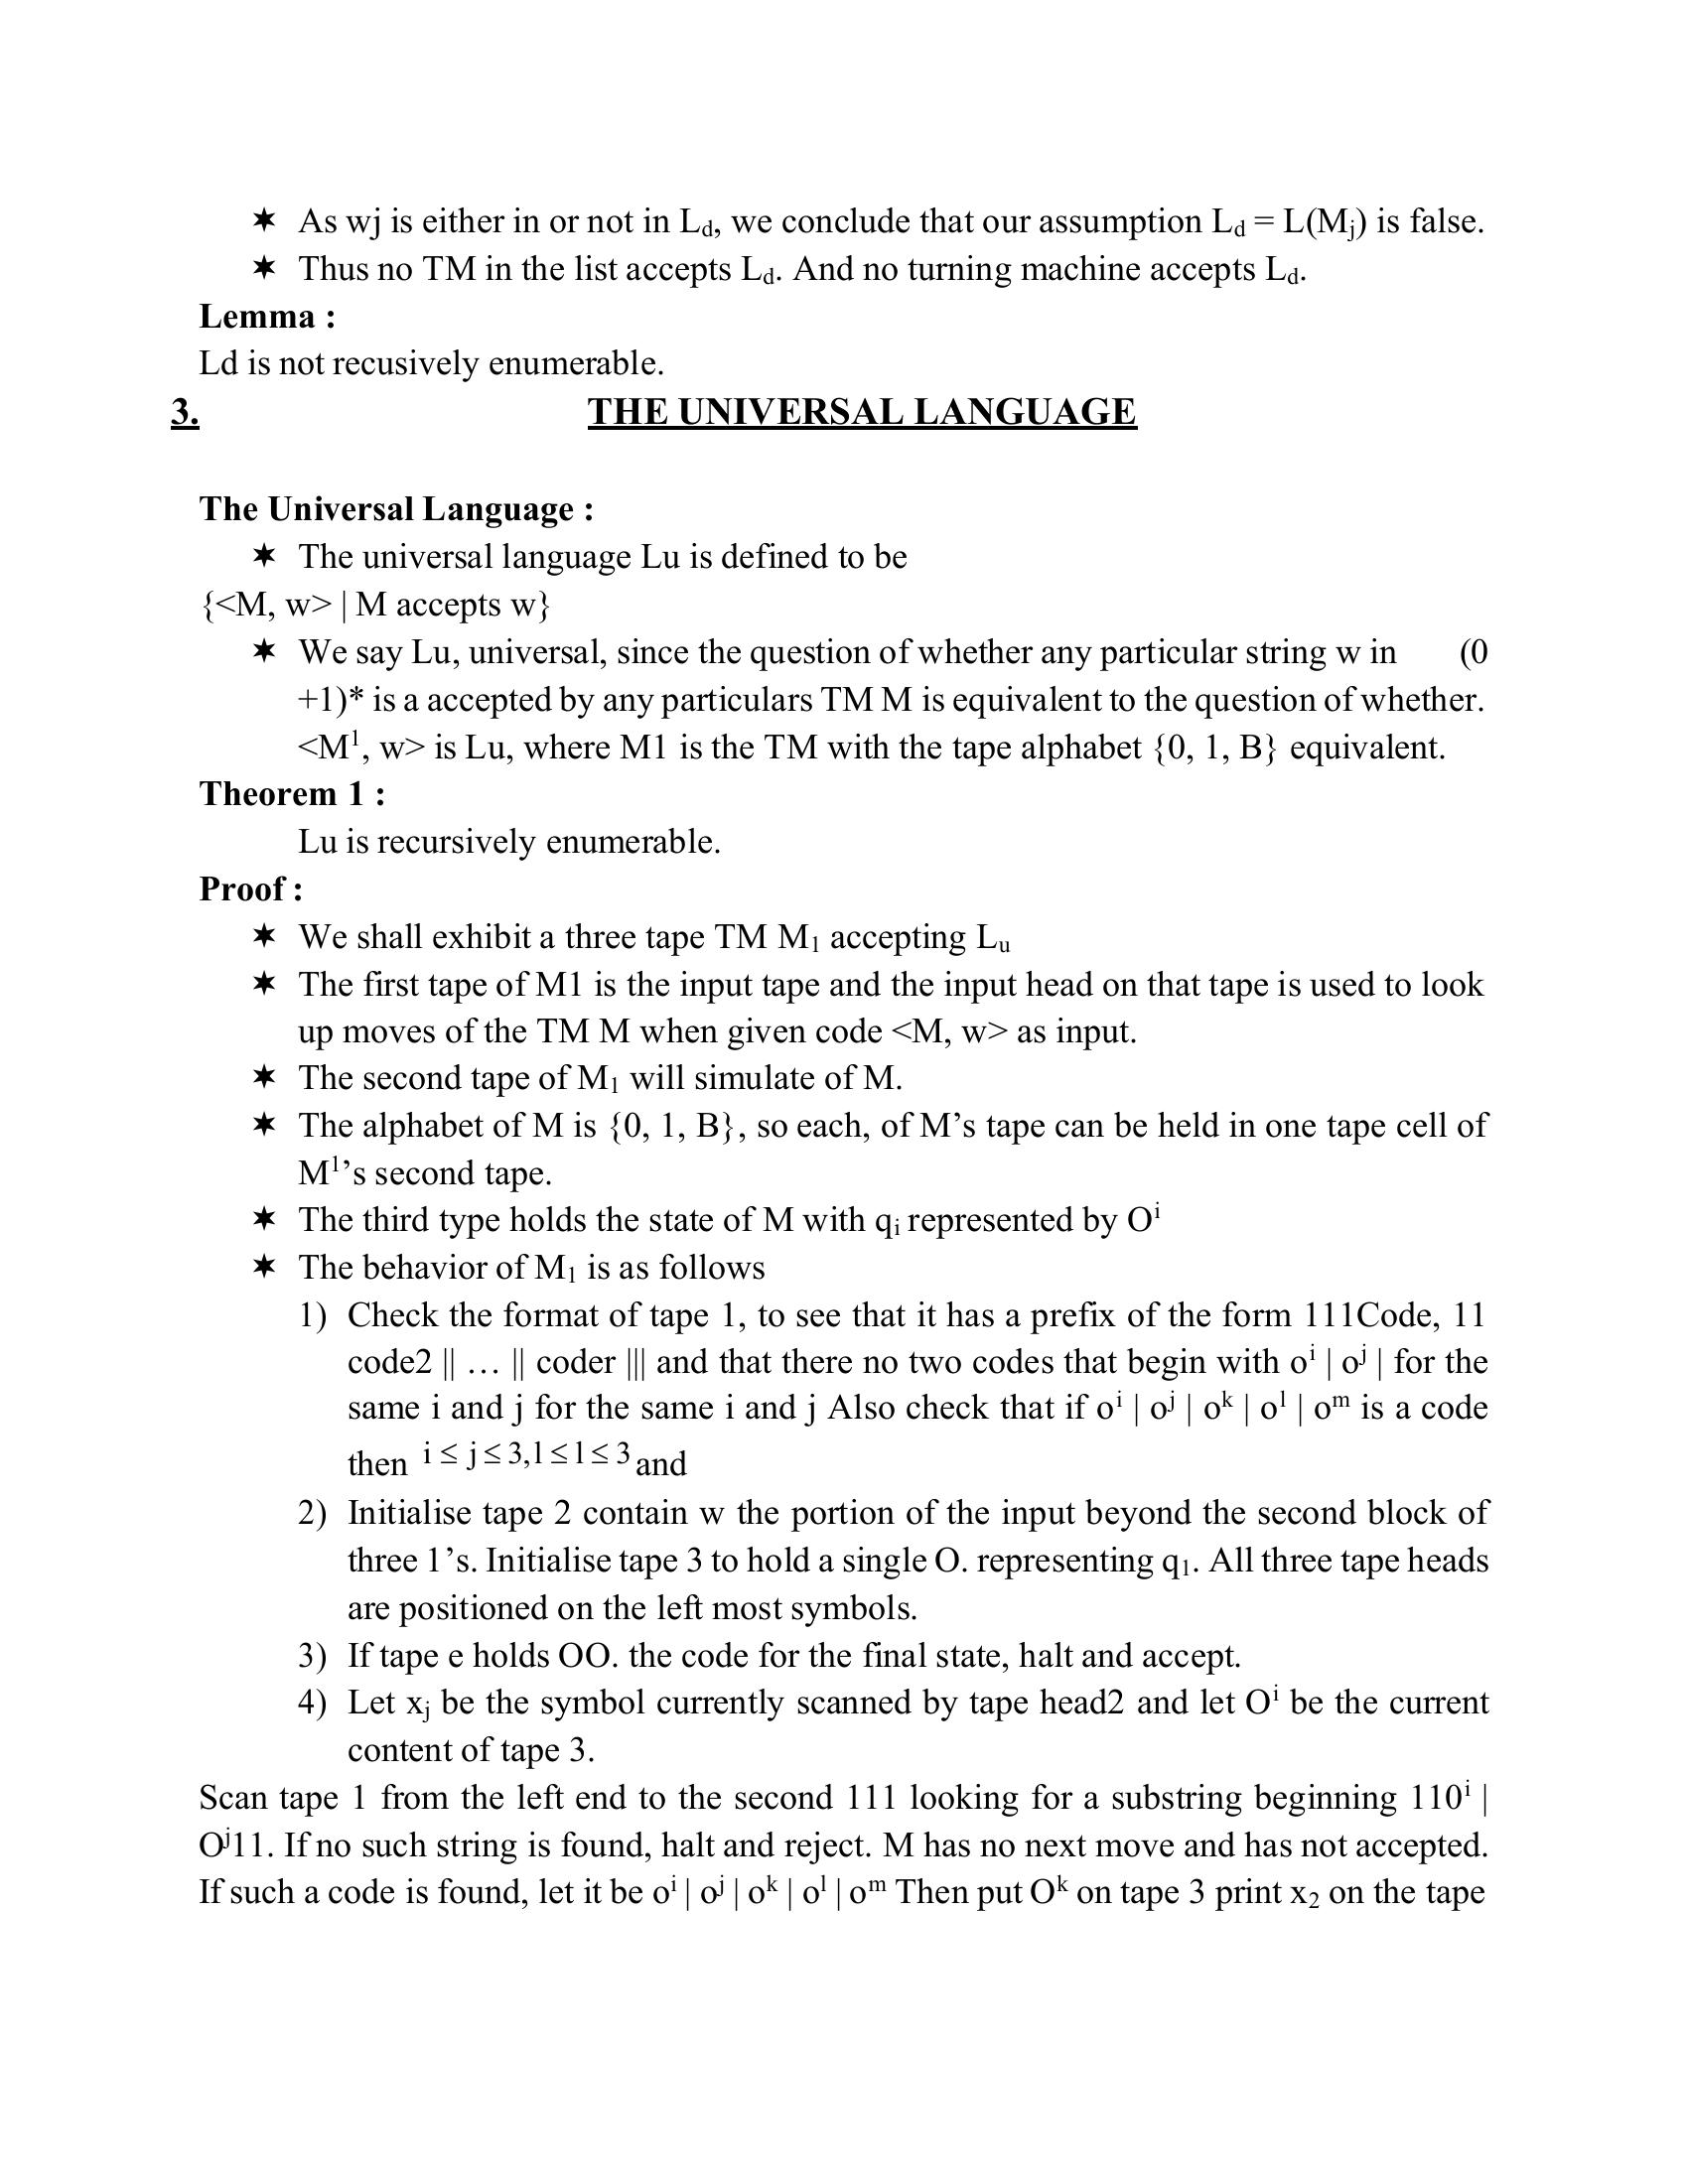 ✶ As wj is either in or not in L_d, we conclude that our assumption L_d = L(M_j) is false.
✶ Thus no TM in the list accepts L_d. And no turning machine accepts L_d.
Lemma :
Ld is not recusively enumerable.
3. THE UNIVERSAL LANGUAGE
The Universal Language :
✶ The universal language Lu is defined to be
{<M, w> | M accepts w}
✶ We say Lu, universal, since the question of whether any particular string w in (0
+1)* is a accepted by any particulars TM M is equivalent to the question of whether.
<M¹, w> is Lu, where M1 is the TM with the tape alphabet {0, 1, B} equivalent.
Theorem 1 :
Lu is recursively enumerable.
Proof :
✶ We shall exhibit a three tape TM M₁ accepting L_u
✶ The first tape of M1 is the input tape and the input head on that tape is used to look
up moves of the TM M when given code <M, w> as input.
✶ The second tape of M₁ will simulate of M.
✶ The alphabet of M is {0, 1, B}, so each, of M’s tape can be held in one tape cell of
M¹’s second tape.
✶ The third type holds the state of M with q_i represented by O^i
✶ The behavior of M₁ is as follows
1) Check the format of tape 1, to see that it has a prefix of the form 111Code, 11
code2 || … || coder ||| and that there no two codes that begin with o^i | o^j | for the
same i and j for the same i and j Also check that if o^i | o^j | o^k | o^l | o^m is a code
then i ≤ j ≤ 3,1 ≤ l ≤ 3 and
2) Initialise tape 2 contain w the portion of the input beyond the second block of
three 1’s. Initialise tape 3 to hold a single O. representing q₁. All three tape heads
are positioned on the left most symbols.
3) If tape e holds OO. the code for the final state, halt and accept.
4) Let x_j be the symbol currently scanned by tape head2 and let O^i be the current
content of tape 3.
Scan tape 1 from the left end to the second 111 looking for a substring beginning 110^i |
O^j11. If no such string is found, halt and reject. M has no next move and has not accepted.
If such a code is found, let it be o^i | o^j | o^k | o^l | o^m Then put O^k on tape 3 print x₂ on the tape